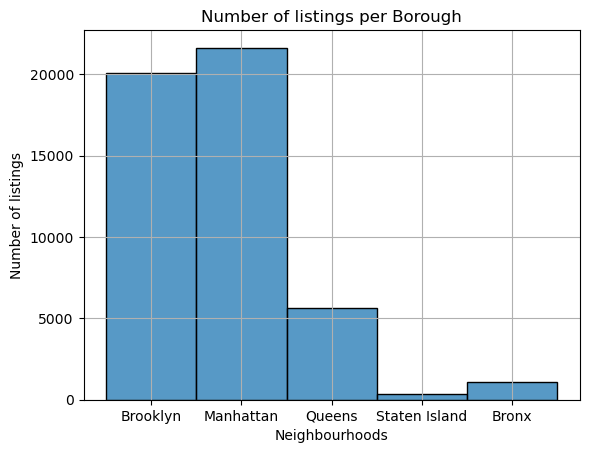 Number of listings per Borough
Number of listings
20000
15000
10000
5000
0
Brooklyn Manhattan Queens Staten Island Bronx
Neighbourhoods